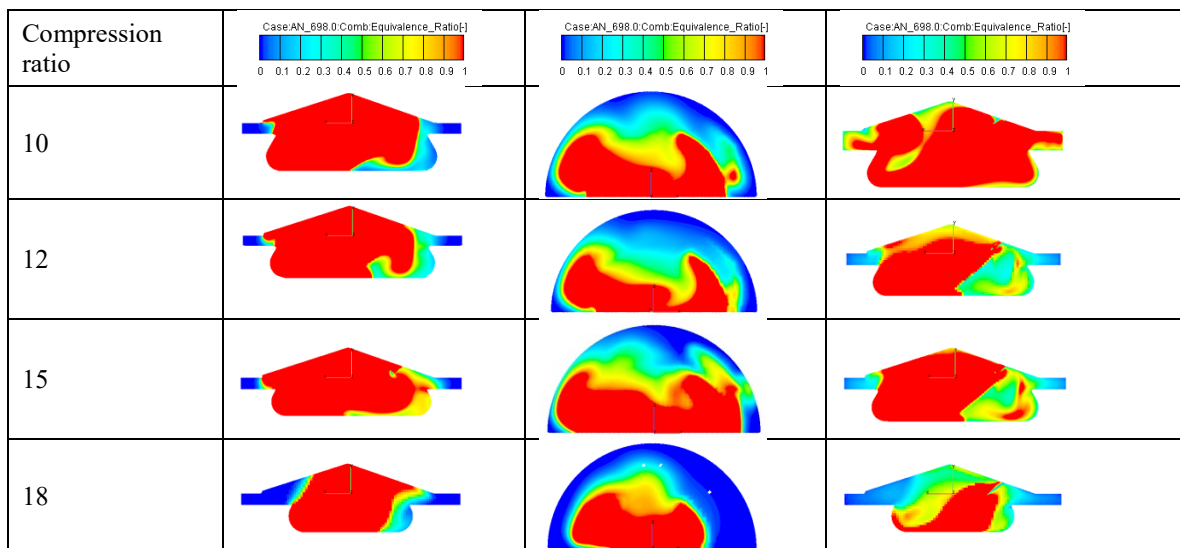 Compression
ratio
Case:AN_698.0:Comb:Equivalence_Ratio[-]
0 0.1 0.2 0.3 0.4 0.5 0.6 0.7 0.8 0.9 1
Case:AN_698.0:Comb:Equivalence_Ratio[-]
0 0.1 0.2 0.3 0.4 0.5 0.6 0.7 0.8 0.9 1
Case:AN_698.0:Comb:Equivalence_Ratio[-]
0 0.1 0.2 0.3 0.4 0.5 0.6 0.7 0.8 0.9 1
10
12
15
18